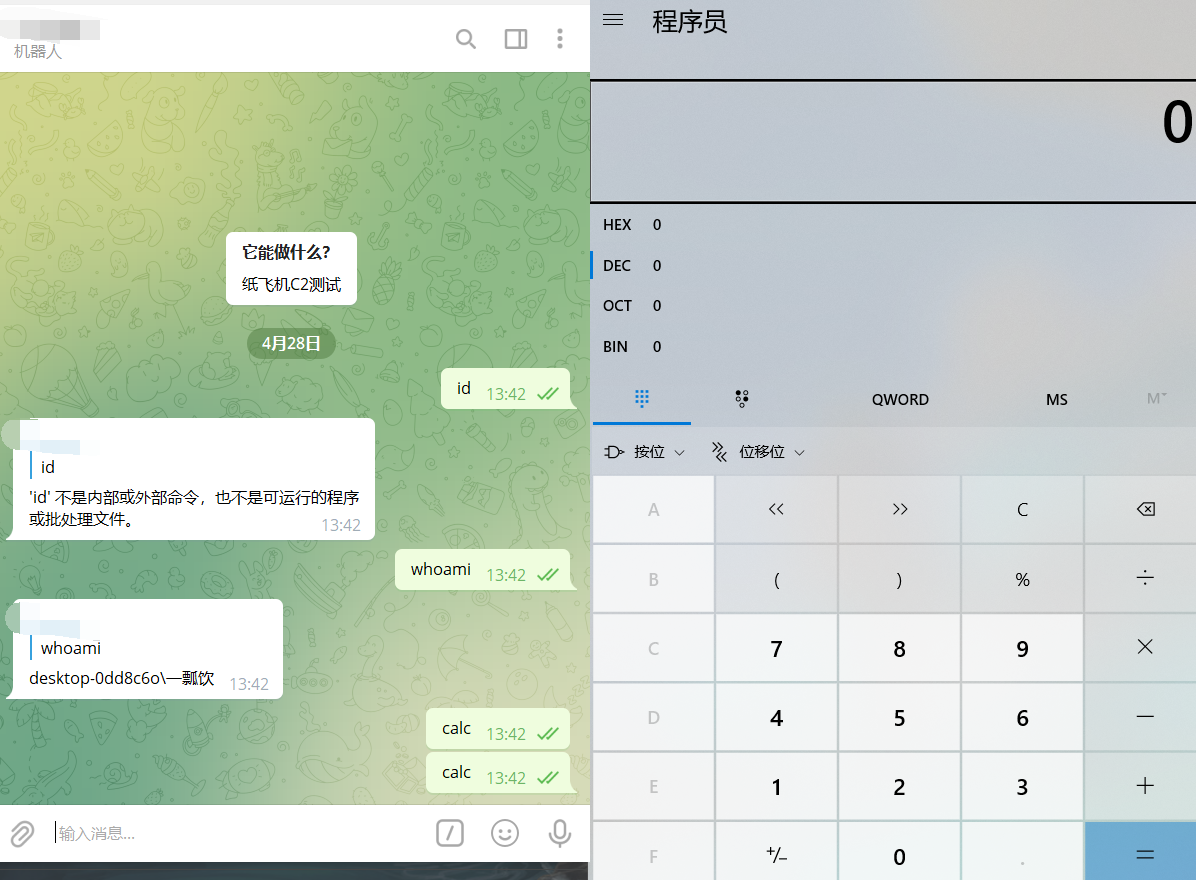 机器人
它能做什么？
纸飞机C2测试
4月28日
id 13:42
id
'id' 不是内部或外部命令，也不是可运行的程序
或批处理文件。
13:42
whoami 13:42
whoami
desktop-0dd8c6o\一瓢饮 13:42
calc 13:42
calc 13:42
输入消息...
程序员
0
HEX 0
DEC 0
OCT 0
BIN 0
QWORD MS M˅
按位 位移位
A << >> C
B ( ) % ÷
C 7 8 9 ×
D 4 5 6 −
E 1 2 3 +
F +/− 0 . =